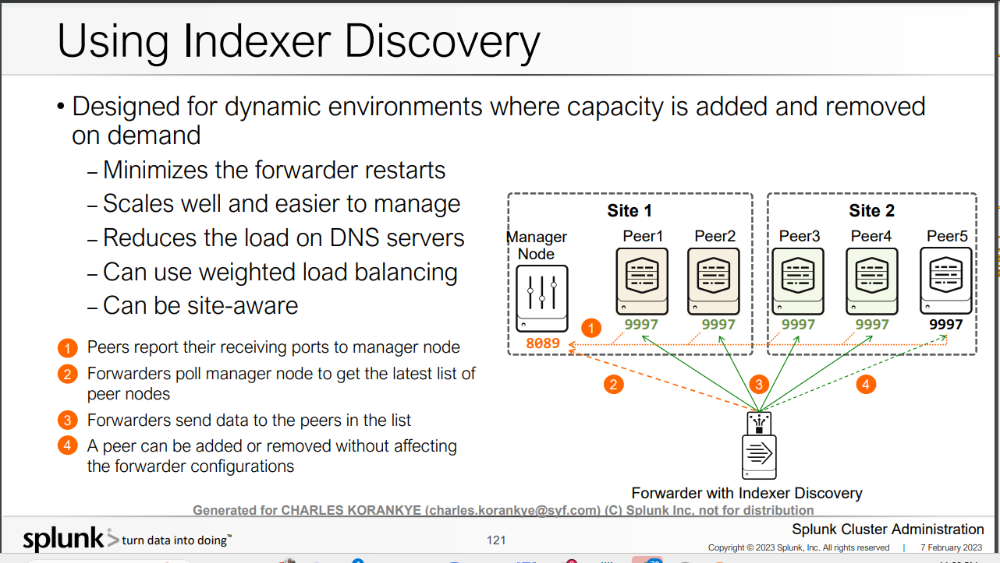 Using Indexer Discovery
• Designed for dynamic environments where capacity is added and removed
on demand
– Minimizes the forwarder restarts
– Scales well and easier to manage
– Reduces the load on DNS servers
– Can use weighted load balancing
– Can be site-aware
1 Peers report their receiving ports to manager node
2 Forwarders poll manager node to get the latest list of
peer nodes
3 Forwarders send data to the peers in the list
4 A peer can be added or removed without affecting
the forwarder configurations
Site 1
Site 2
Manager
Node
Peer1
Peer2
Peer3
Peer4
Peer5
9997
9997
9997
9997
9997
8089
1
2
3
4
Forwarder with Indexer Discovery
Generated for CHARLES KORANKYE (charles.korankye@syf.com) (C) Splunk Inc, not for distribution
splunk> turn data into doing™
121
Splunk Cluster Administration
Copyright © 2023 Splunk, Inc. All rights reserved | 7 February 2023